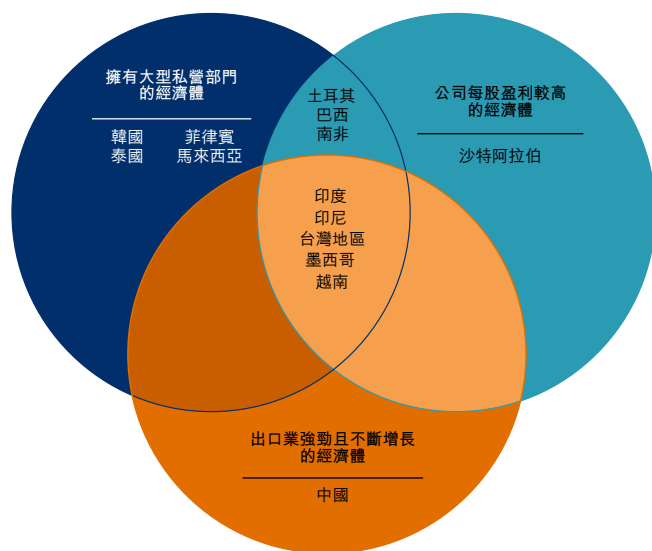 擁有大型私營部門
的經濟體
韓國 菲律賓
泰國 馬來西亞
土耳其
巴西
南非
公司每股盈利較高
的經濟體
沙特阿拉伯
印度
印尼
台灣地區
墨西哥
越南
出口業強勁且不斷增長
的經濟體
中國